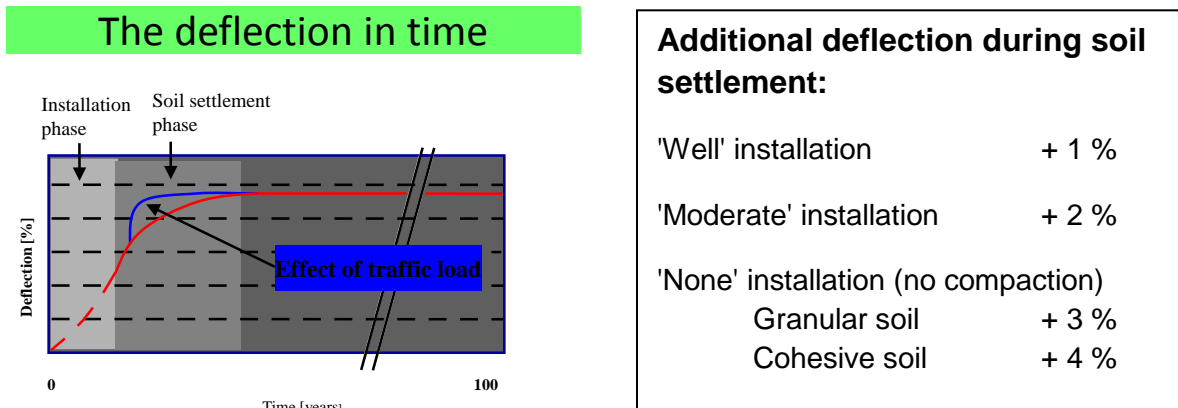 The deflection in time
Installation
phase
Soil settlement
phase
Deflection [%]
Effect of traffic load
0
100
Time [years]
Additional deflection during soil
settlement:
'Well' installation + 1 %
'Moderate' installation + 2 %
'None' installation (no compaction)
Granular soil + 3 %
Cohesive soil + 4 %